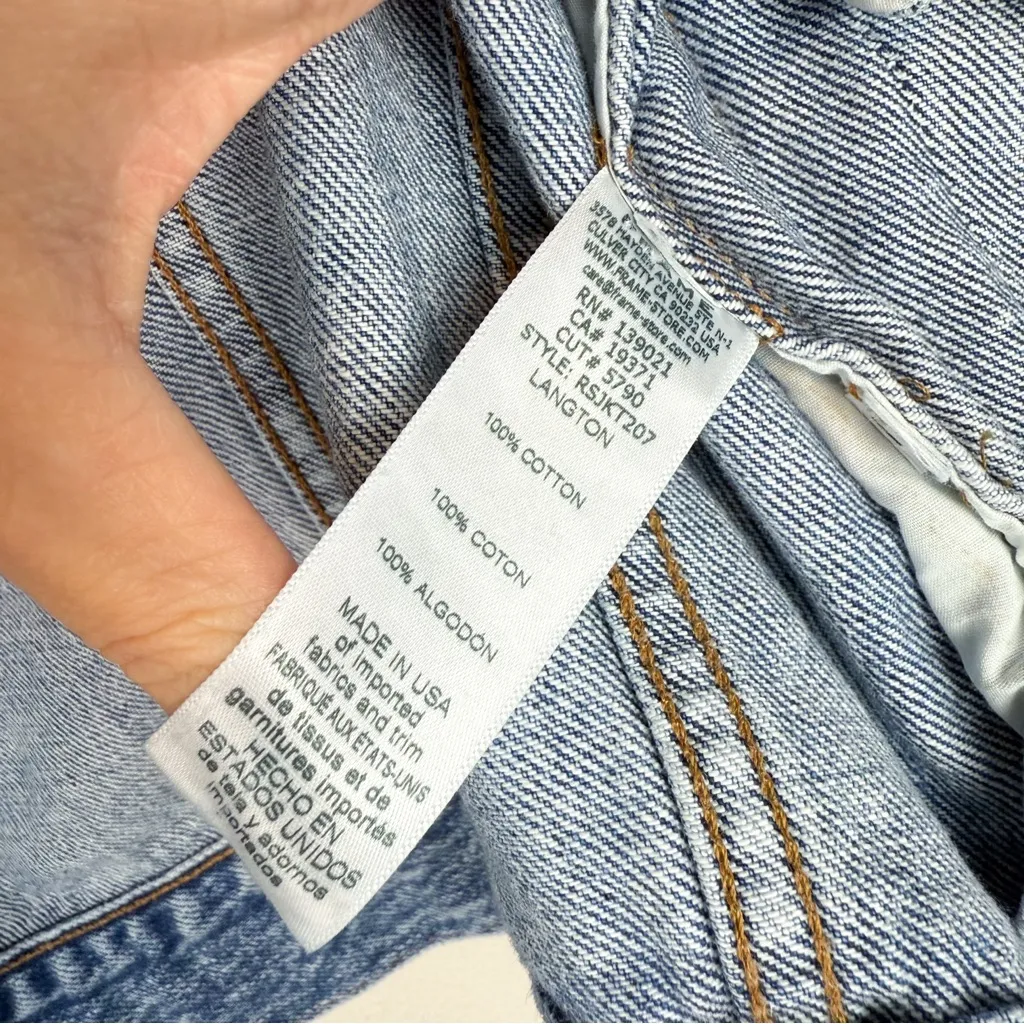 3578 HAYDEN AVENUE STE. N-1
CULVER CITY CA 90232 USA
WWW.FRAME-STORE.COM
care@frame-store.com
RN# 139021
CA# 19371
CUT# 5790
STYLE: RSJKT207
LANGTON
100% COTTON
100% COTON
100% ALGODÓN
MADE IN USA
of imported
fabrics and trim
FABRIQUÉ AUX ÉTATS-UNIS
de tissus et de
garnitures importés
HECHO EN
ESTADOS UNIDOS
de tela y adornos
importados